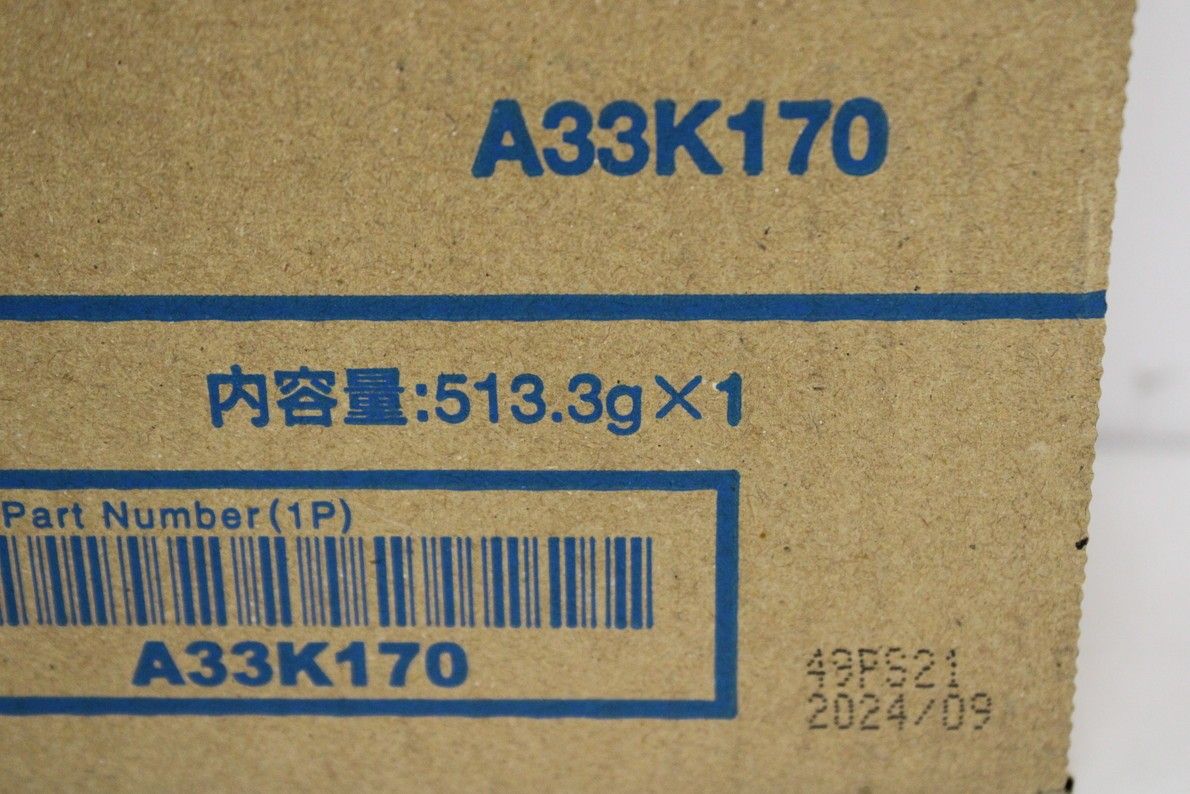 A33K170
内容量:513.3g×1
Part Number(1P)
A33K170
49PS21
2024/09